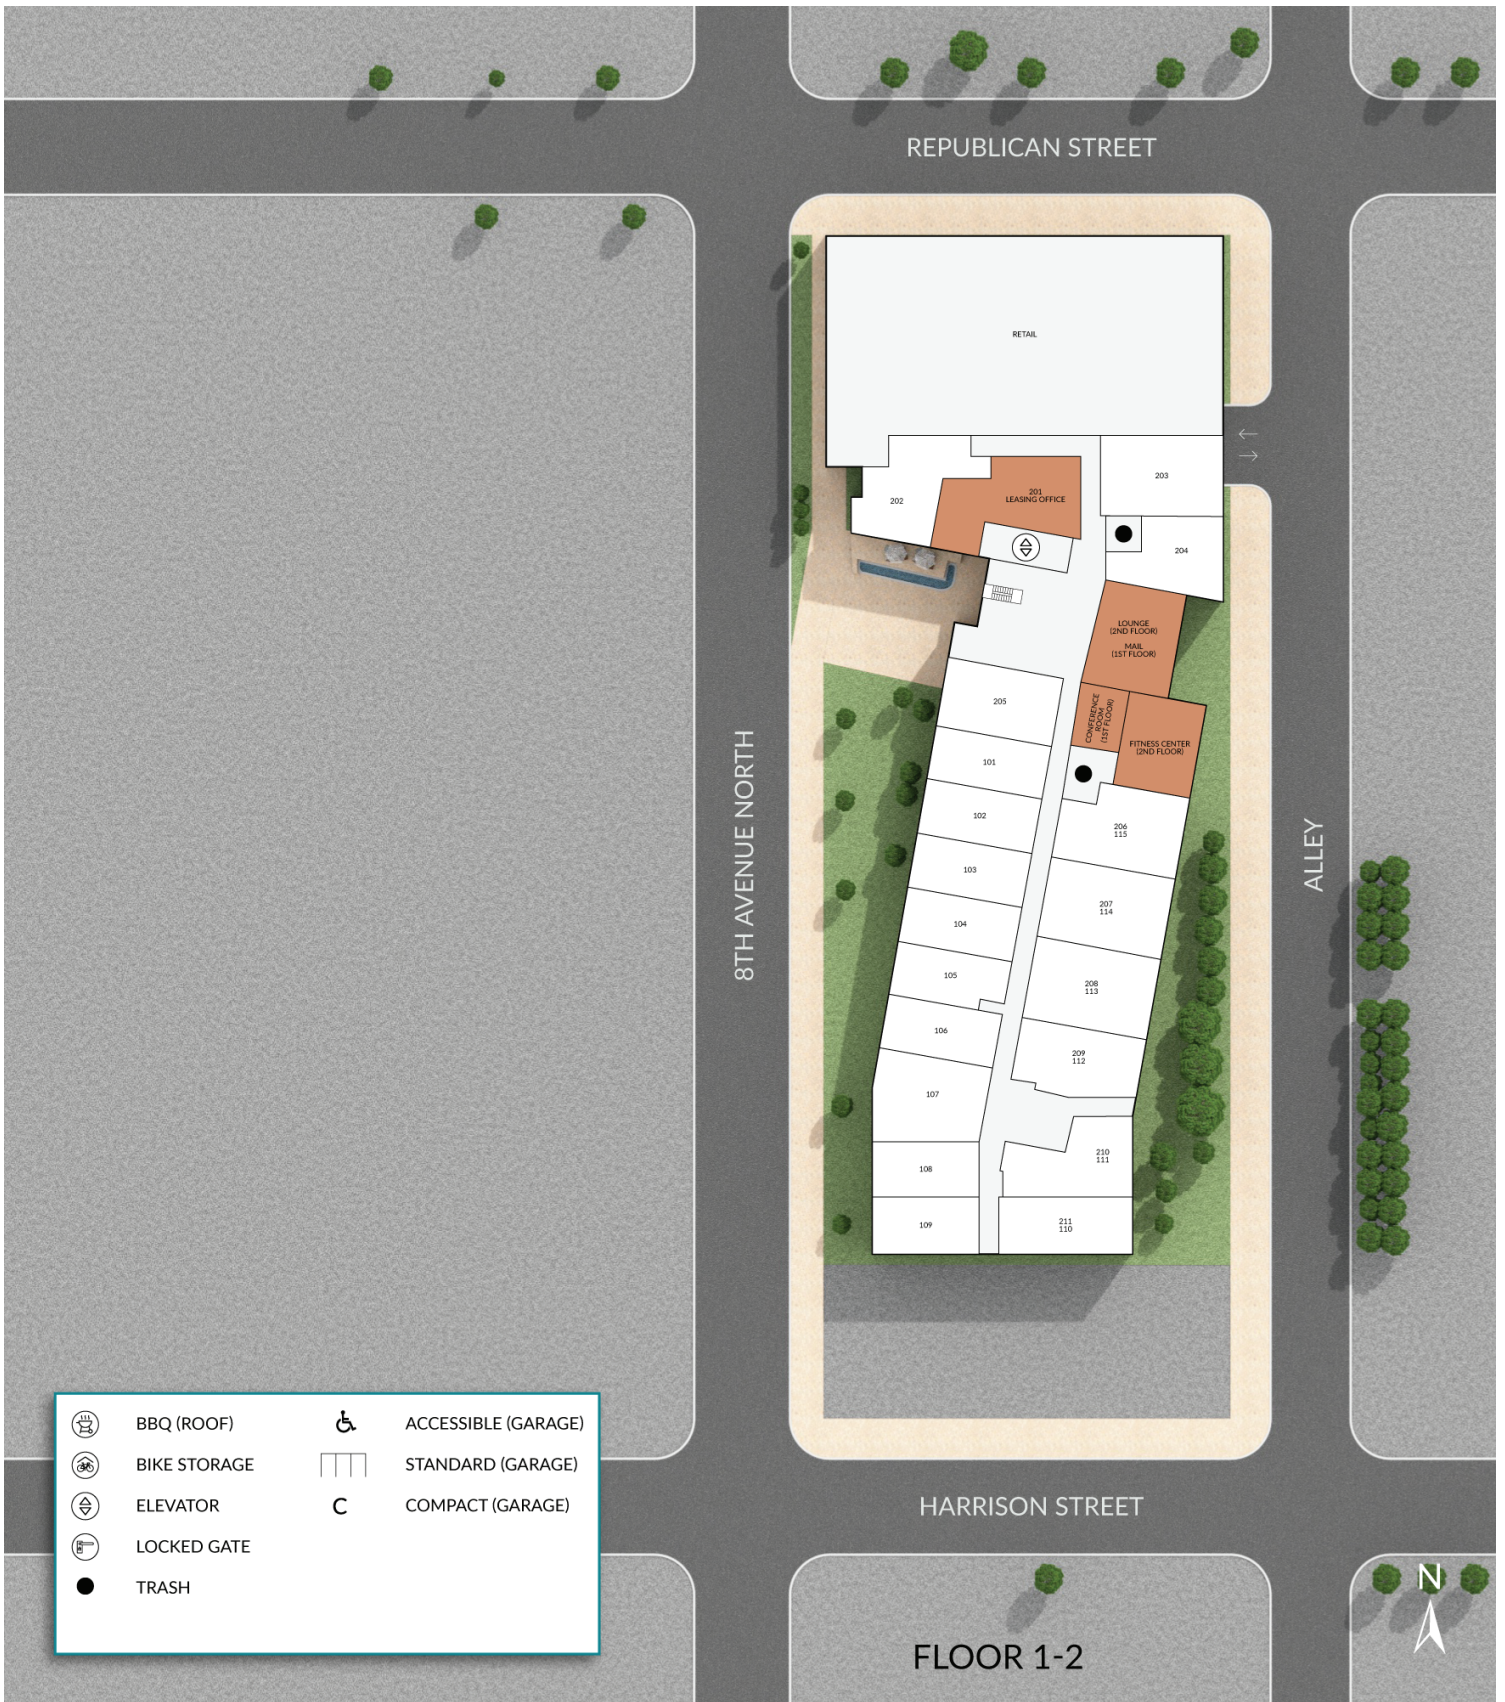 REPUBLICAN STREET
RETAIL
203
201
LEASING OFFICE
202
204
LOUNGE
(2ND FLOOR)
MAIL
(1ST FLOOR)
205
CONFERENCE
ROOM
(1ST FLOOR)
FITNESS CENTER
(2ND FLOOR)
101
102
206
115
8TH AVENUE NORTH
ALLEY
103
207
114
104
105
208
113
106
209
112
107
210
111
108
109
211
110
BBQ (ROOF)
ACCESSIBLE (GARAGE)
BIKE STORAGE
STANDARD (GARAGE)
ELEVATOR
C COMPACT (GARAGE)
LOCKED GATE
TRASH
HARRISON STREET
N
FLOOR 1-2